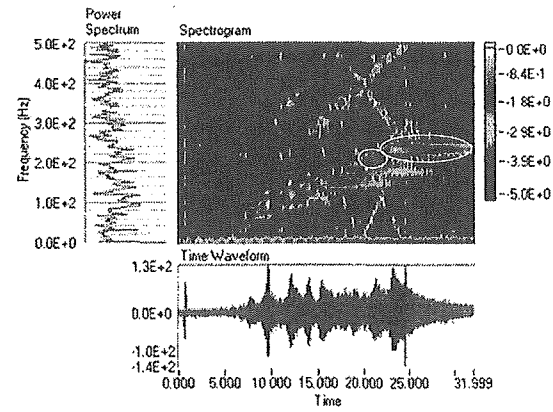 Power
Spectrum
Spectrogram
5.0E+2
4.0E+2
3.0E+2
2.0E+2
1.0E+2
0.0E+0
Frequency [Hz]
0.0E+0
-8.4E-1
-1.8E+0
-2.9E+0
-3.9E+0
-5.0E+0
Time Waveform
1.3E+2
0.0E+0
-1.0E+2
-1.4E+2
0.000 5.000 10.000 15.000 20.000 25.000 31.599
Time